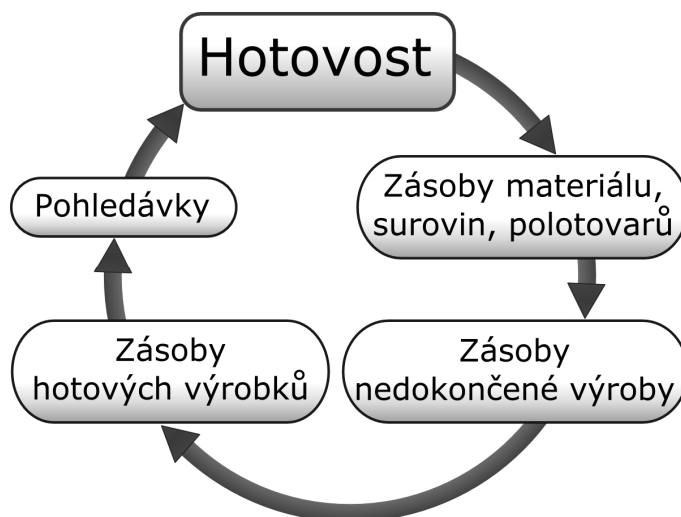 Hotovost
Zásoby materiálu,
surovin, polotovarů
Zásoby
nedokončené výroby
Zásoby
hotových výrobků
Pohledávky